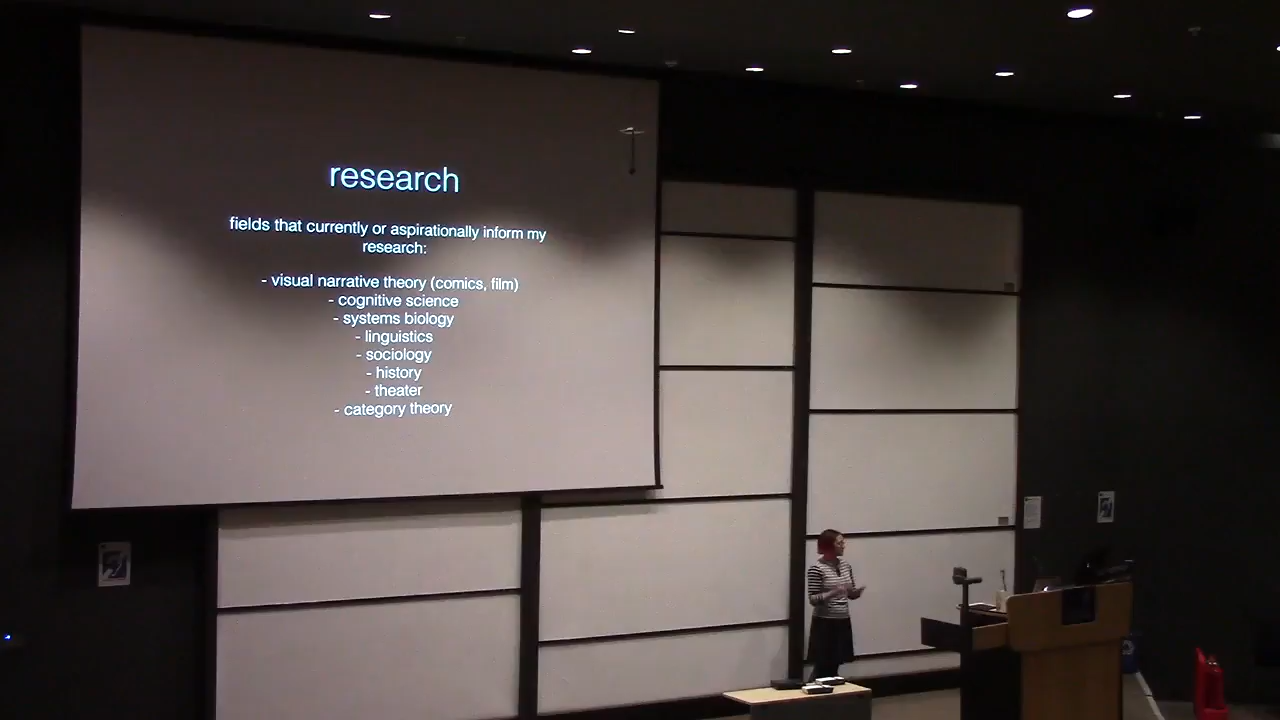 research
fields that currently or aspirationally inform my
research:
- visual narrative theory (comics, film)
- cognitive science
- systems biology
- linguistics
- sociology
- history
- theater
- category theory